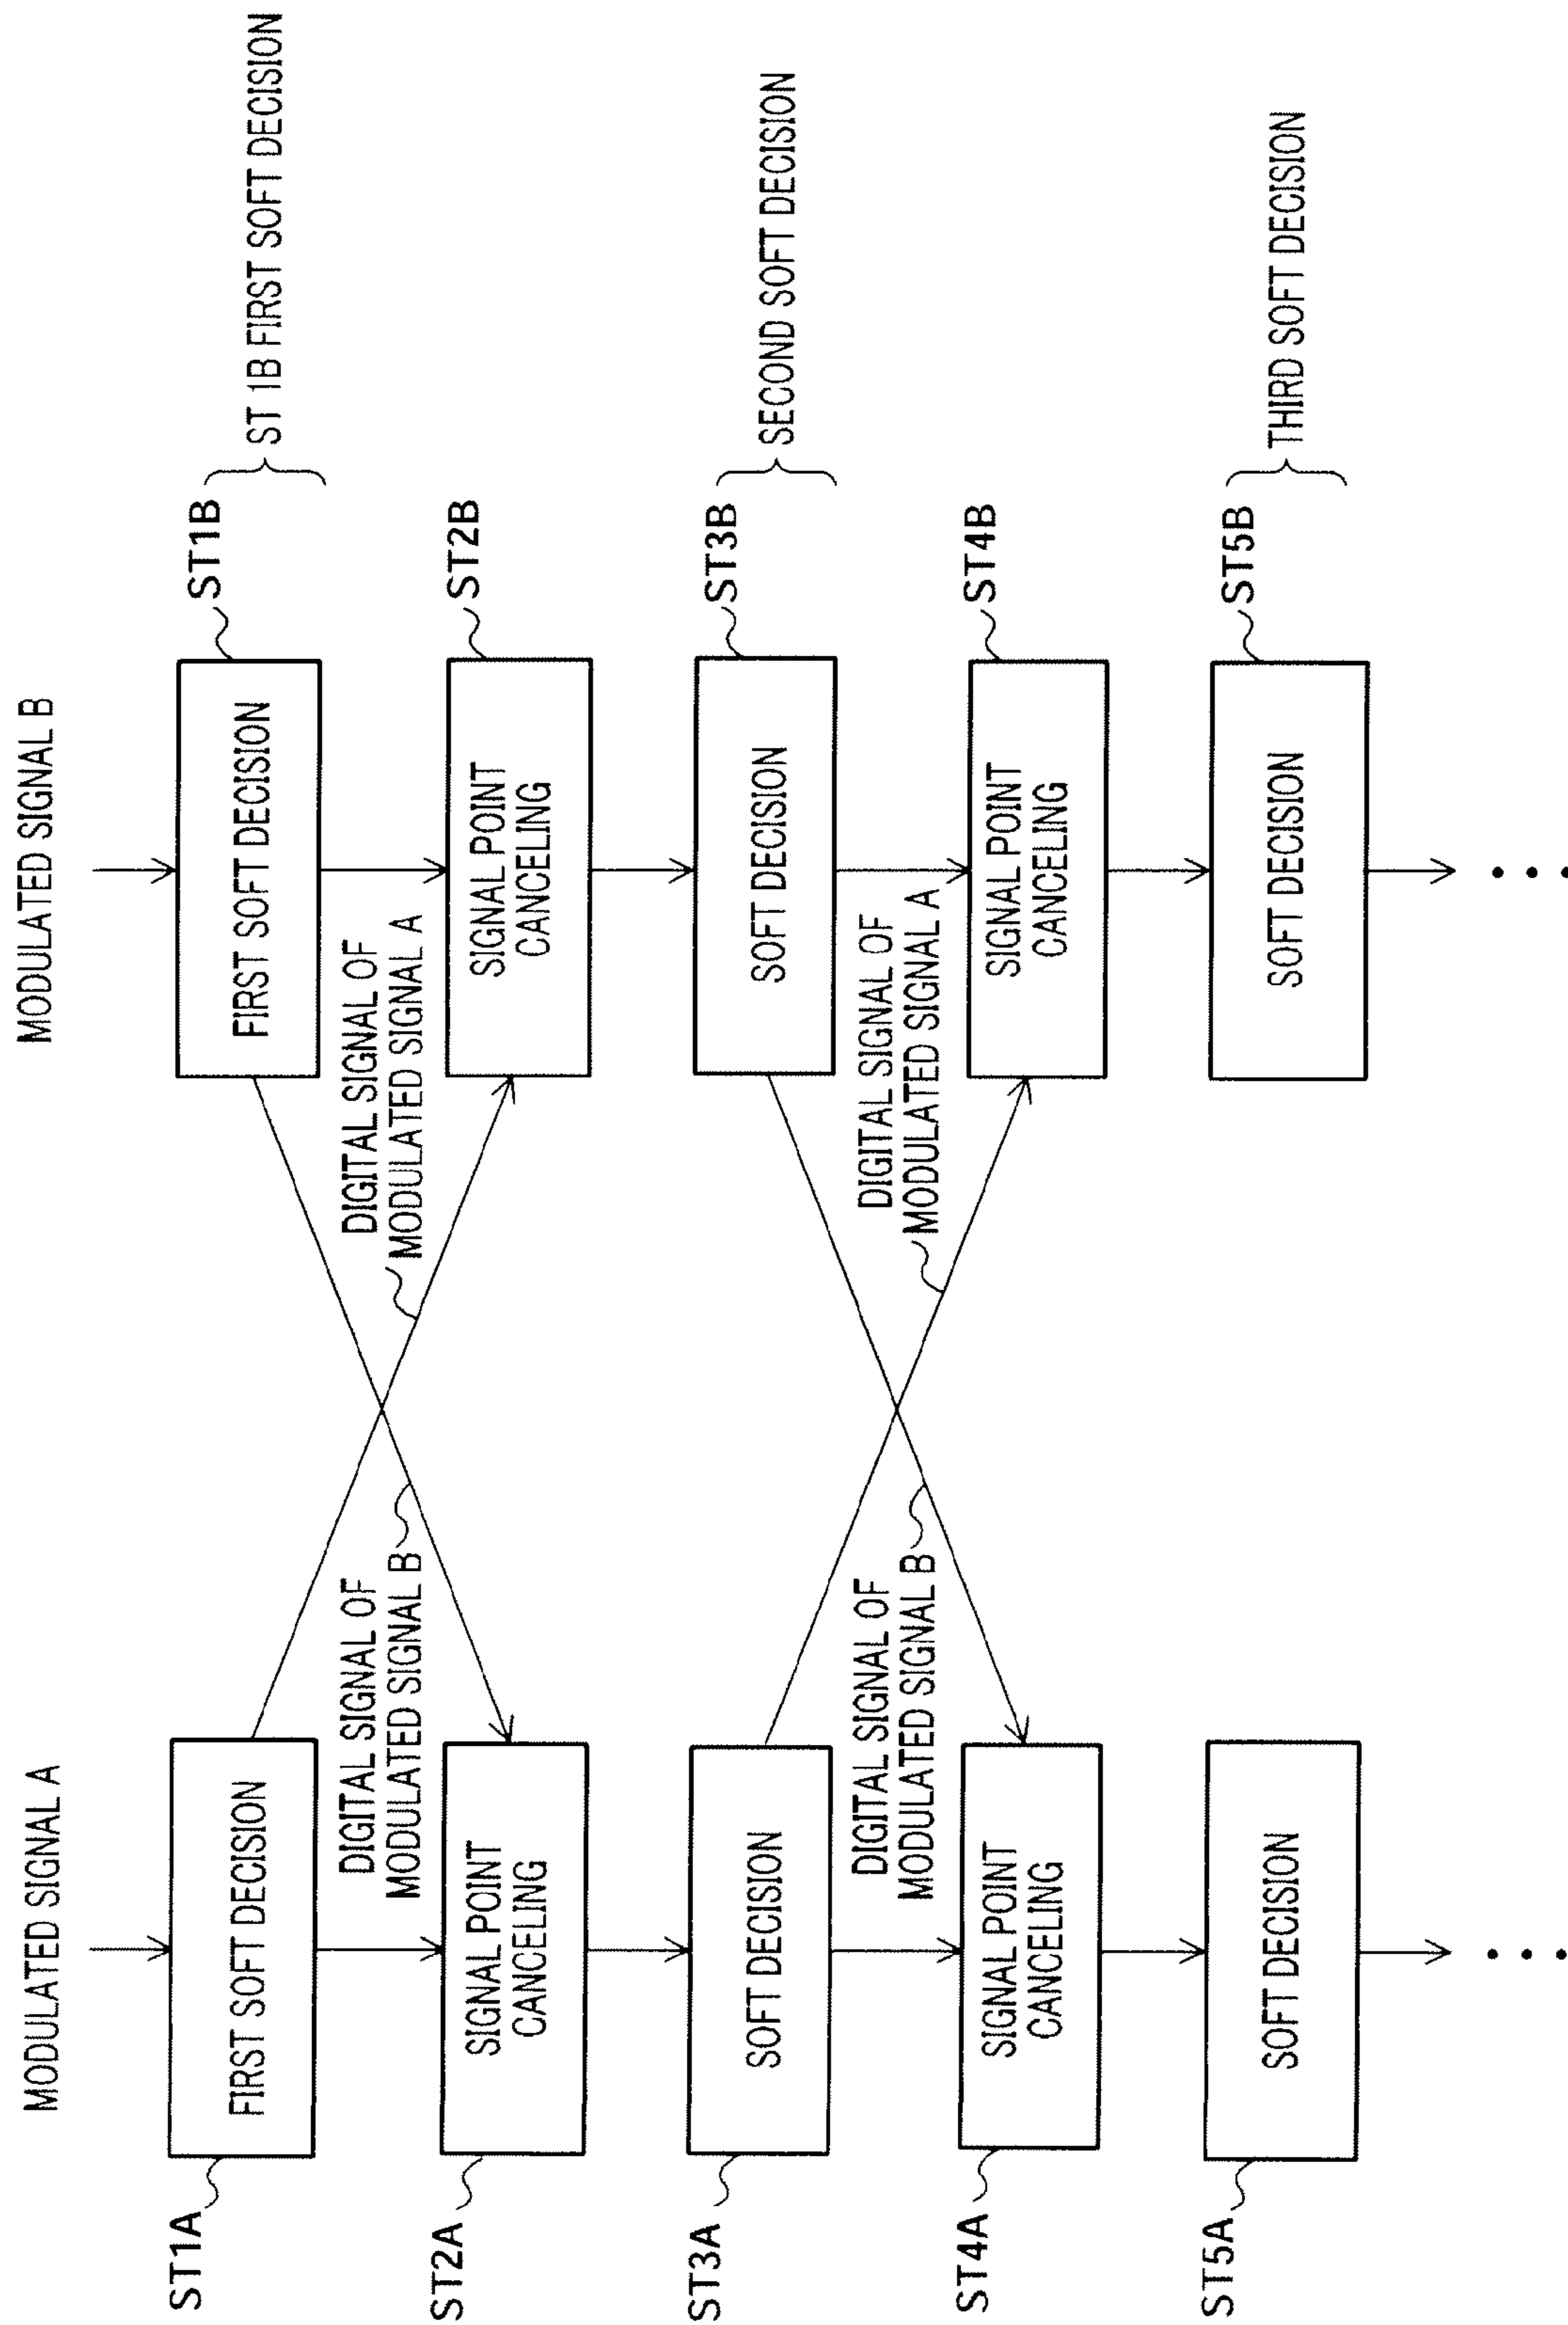 MODULATED SIGNAL A
MODULATED SIGNAL B
ST1A
FIRST SOFT DECISION
FIRST SOFT DECISION
ST1B
ST 1B FIRST SOFT DECISION
DIGITAL SIGNAL OF
MODULATED SIGNAL B
DIGITAL SIGNAL OF
MODULATED SIGNAL A
ST2A
SIGNAL POINT
CANCELING
SIGNAL POINT
CANCELING
ST2B
ST3A
SOFT DECISION
SOFT DECISION
ST3B
SECOND SOFT DECISION
DIGITAL SIGNAL OF
MODULATED SIGNAL B
DIGITAL SIGNAL OF
MODULATED SIGNAL A
ST4A
SIGNAL POINT
CANCELING
SIGNAL POINT
CANCELING
ST4B
ST5A
SOFT DECISION
SOFT DECISION
ST5B
THIRD SOFT DECISION